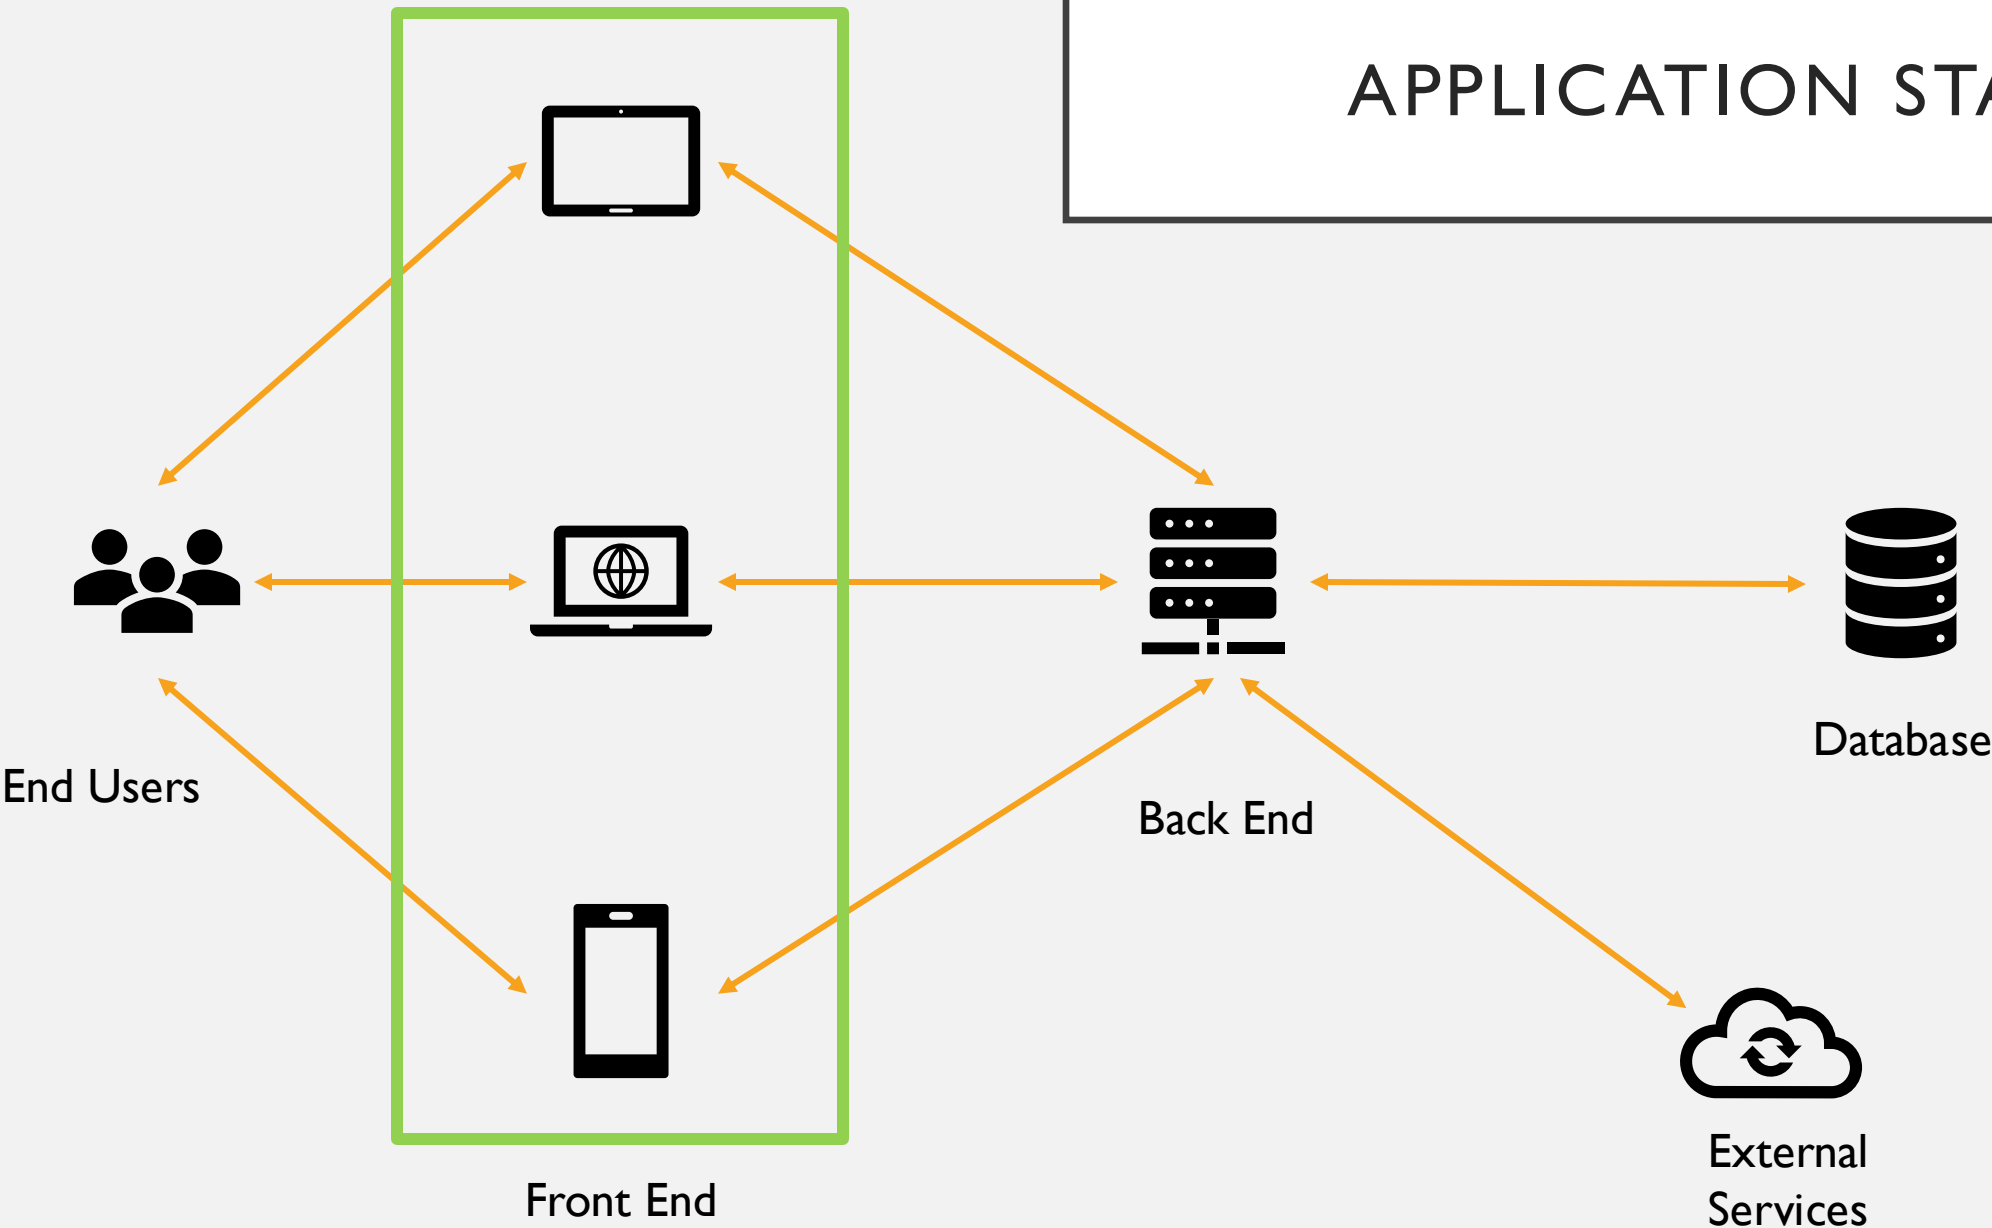 APPLICATION STA
End Users
Front End
Back End
Database
External
Services